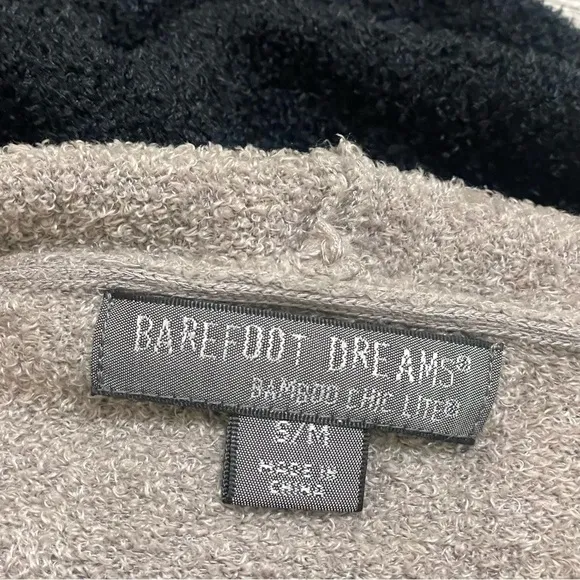 BAREFOOT DREAMS®
BAMBOO CHIC LITE®
S/M
MADE IN
CHINA